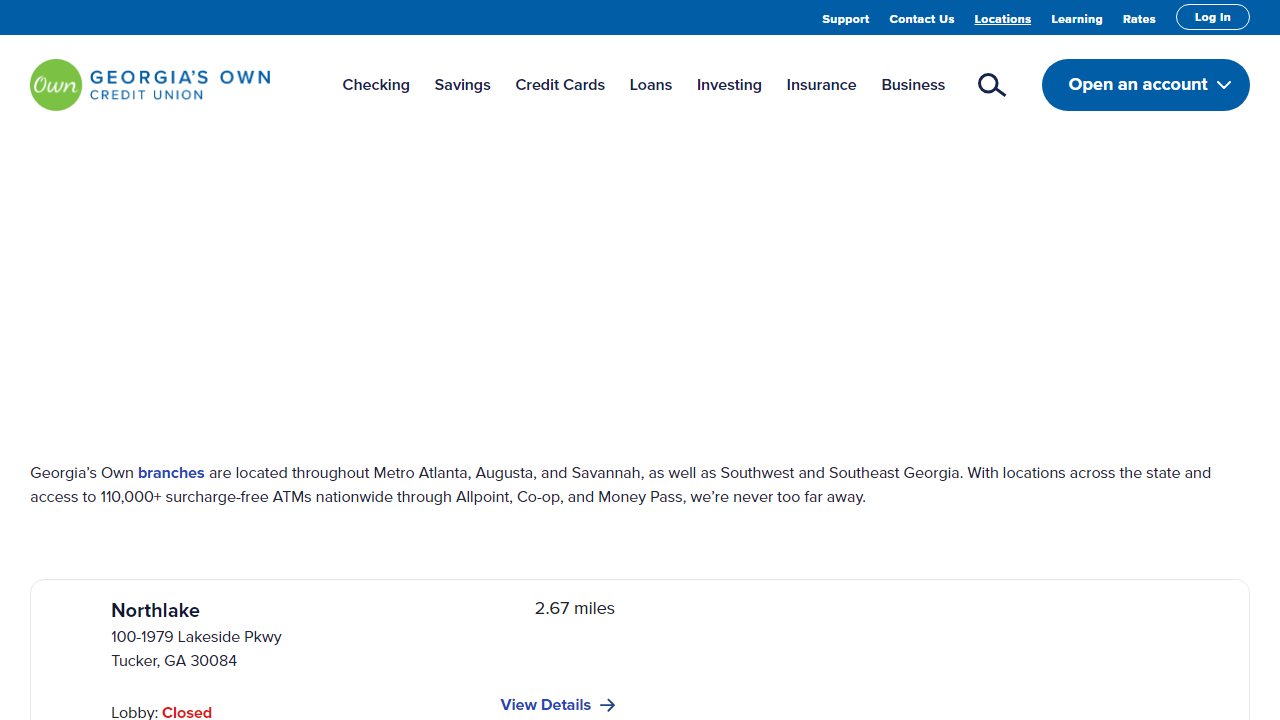 Support Contact Us Locations Learning Rates Log In
Own GEORGIA'S OWN
CREDIT UNION
Checking Savings Credit Cards Loans Investing Insurance Business Open an account
Georgia’s Own branches are located throughout Metro Atlanta, Augusta, and Savannah, as well as Southwest and Southeast Georgia. With locations across the state and
access to 110,000+ surcharge-free ATMs nationwide through Allpoint, Co-op, and Money Pass, we’re never too far away.
Northlake 2.67 miles
100-1979 Lakeside Pkwy
Tucker, GA 30084
View Details
Lobby: Closed